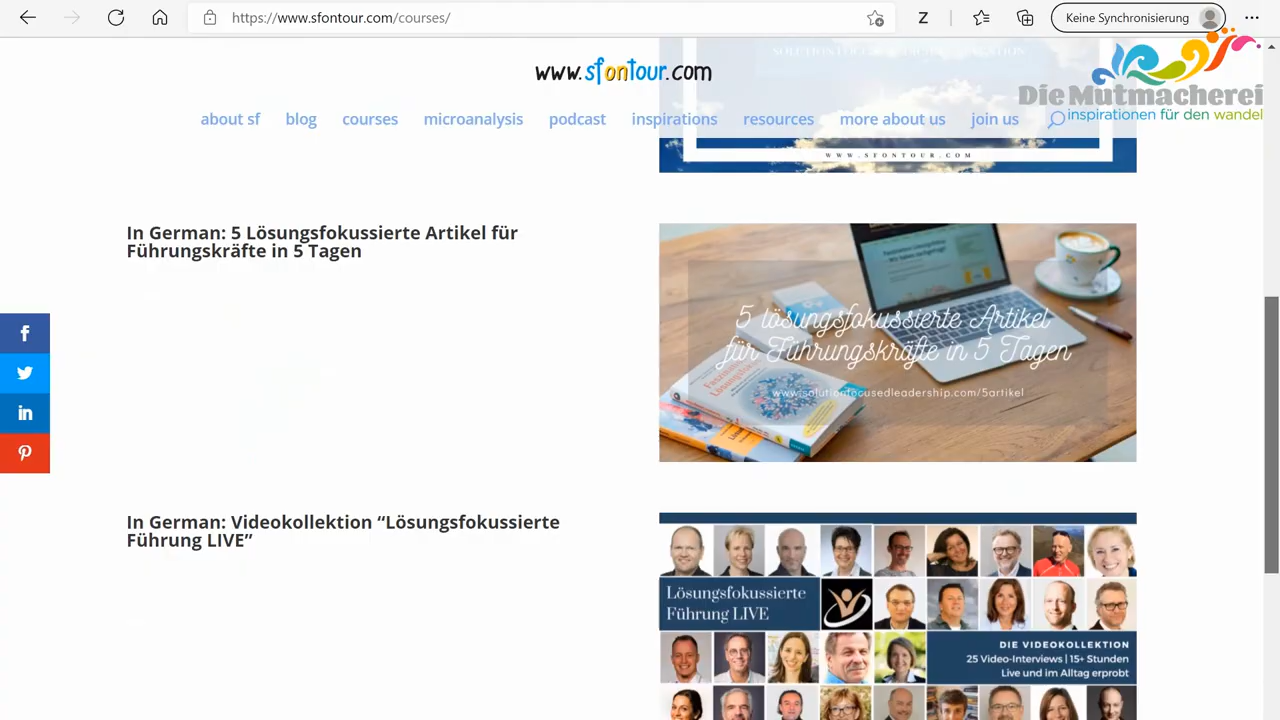 https://www.sfontour.com/courses/
Z
Keine Synchronisierung
SOLUTION FOCUS
www.sfontour.com
Die Mutmacherei
inspirationen für den wandel
about sf
blog
courses
microanalysis
podcast
inspirations
resources
more about us
join us
WWW.SFONTOUR.COM
In German: 5 Lösungsfokussierte Artikel für
Führungskräfte in 5 Tagen
5 lösungsfokussierte Artikel
für Führungskräfte in 5 Tagen
www.solutionfocusedleadership.com/5artikel
In German: Videokollektion “Lösungsfokussierte
Führung LIVE”
Lösungsfokussierte
Führung LIVE
DIE VIDEOKOLLEKTION
25 Video-Interviews | 15+ Stunden
Live und im Alltag erprobt